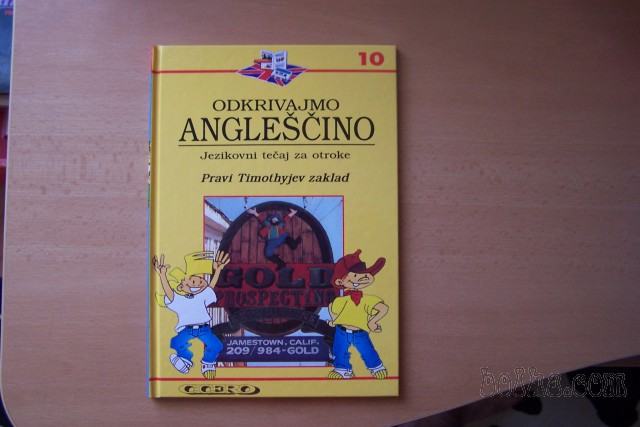 10
ODKRIVAJMO
ANGLEŠČINO
Jezikovni tečaj za otroke
Pravi Timothyjev zaklad
GOLD
PROSPECTING
JAMESTOWN, CALIF.
209/984-GOLD
bolha.com